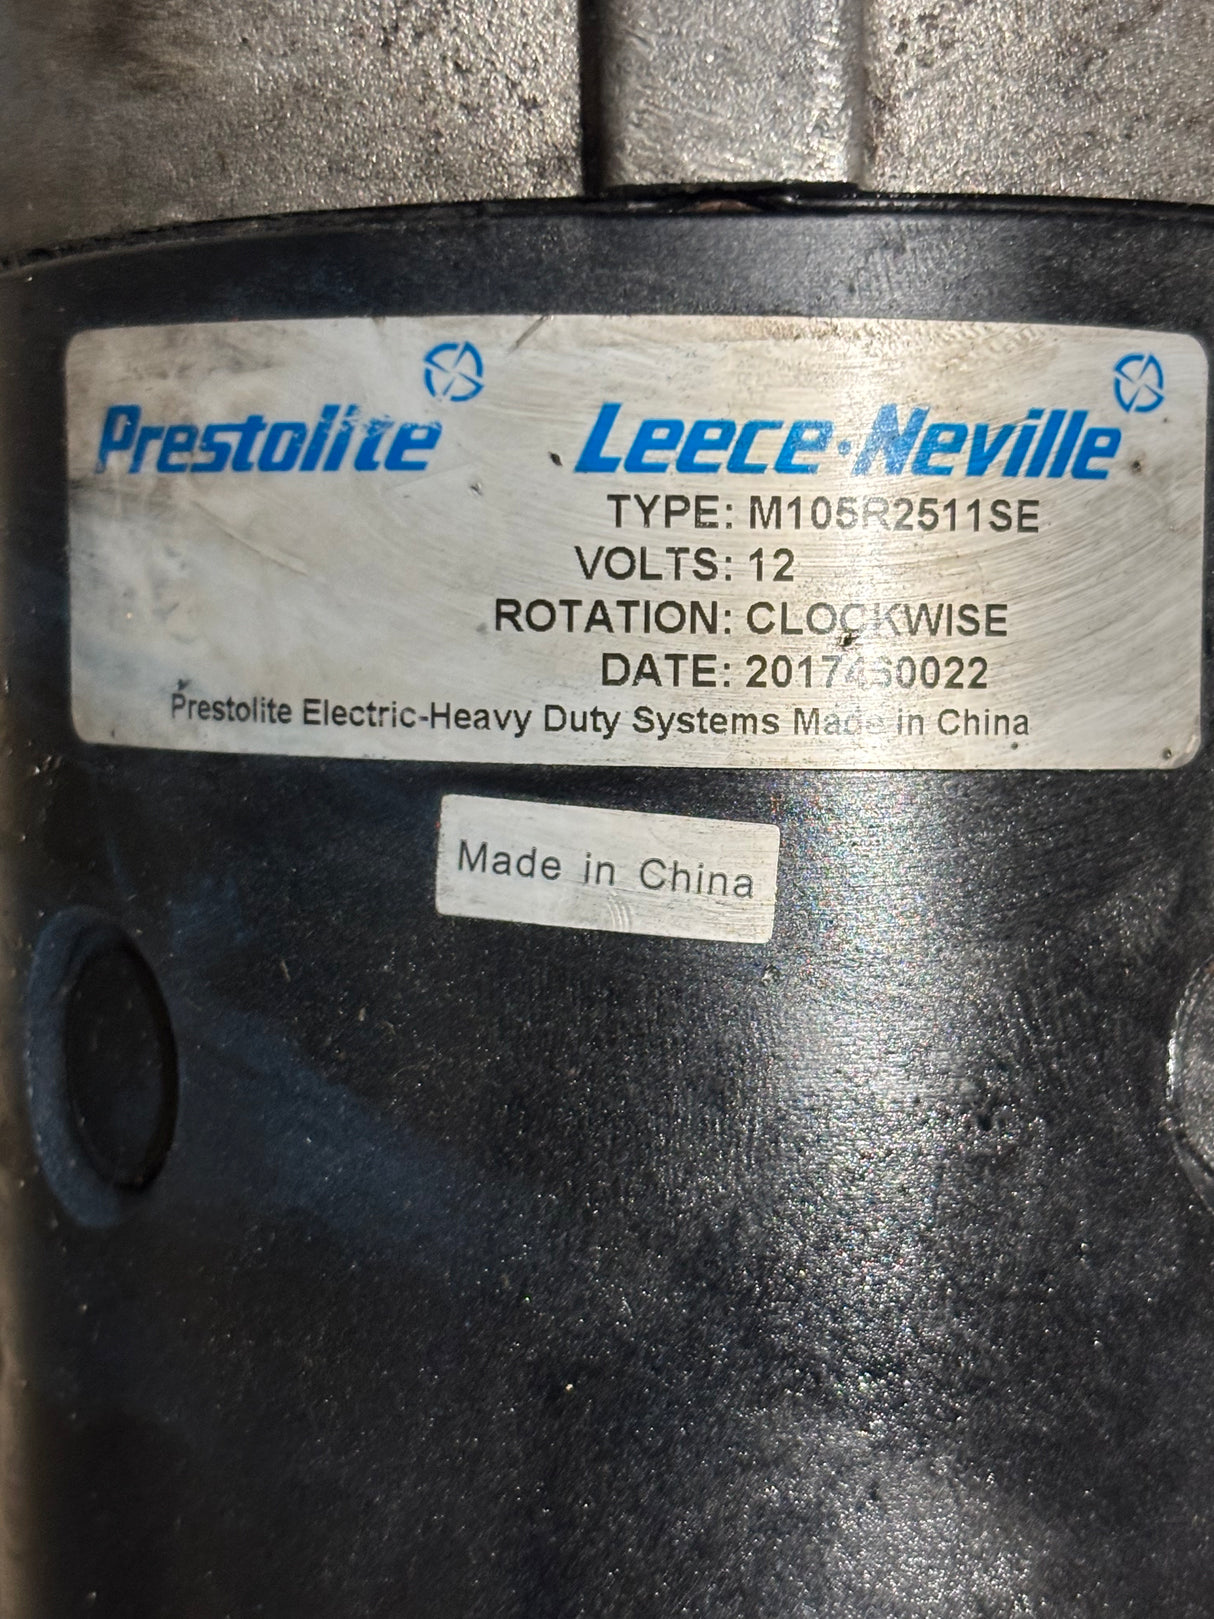 Prestolite Leece·Neville
TYPE: M105R2511SE
VOLTS: 12
ROTATION: CLOCKWISE
DATE:
Prestolite Electric-Heavy Duty Systems Made in China
Made in China